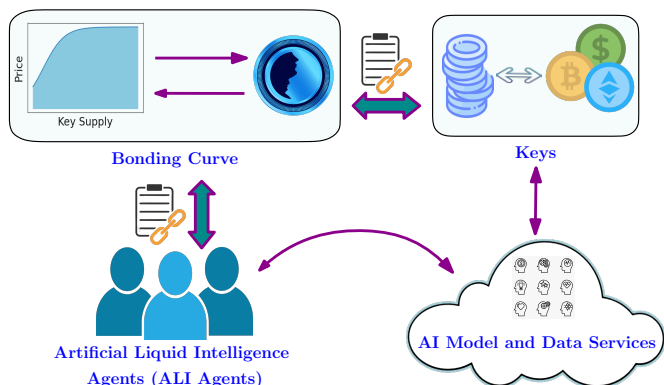 Price
Key Supply
Bonding Curve
Keys
Artificial Liquid Intelligence
Agents (ALI Agents)
AI Model and Data Services